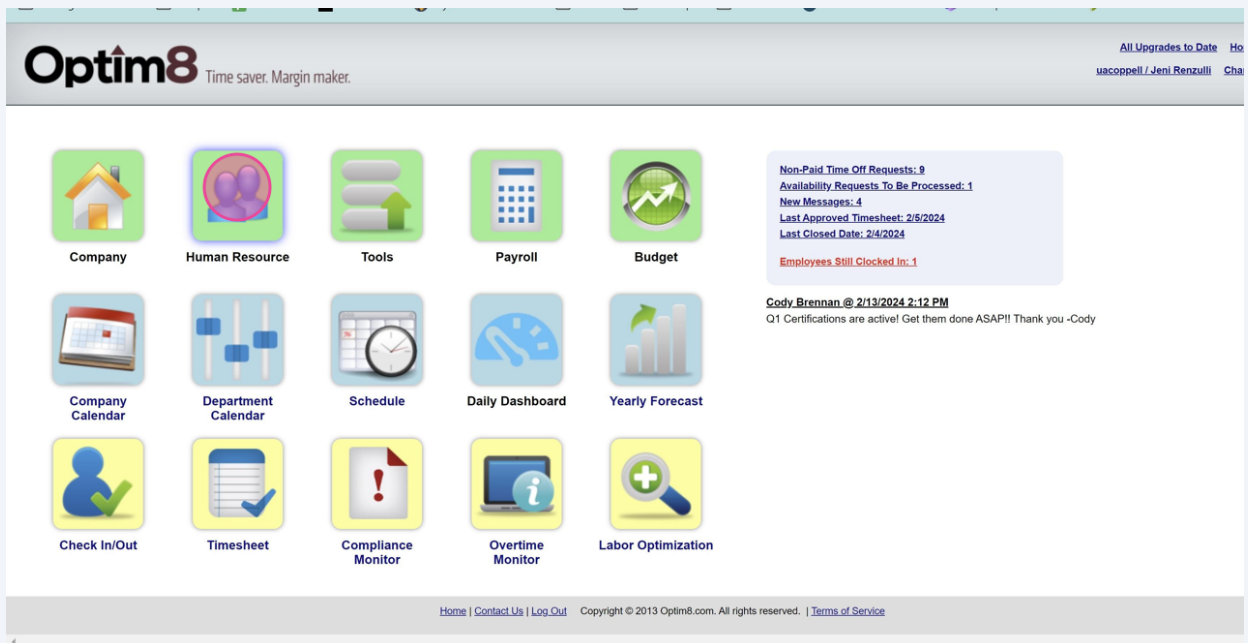 Optim8 Time saver. Margin maker.
All Upgrades to Date
uacoppell / Jeni Renzulli
Company
Human Resource
Tools
Payroll
Budget
Non-Paid Time Off Requests: 9
Availability Requests To Be Processed: 1
New Messages: 4
Last Approved Timesheet: 2/5/2024
Last Closed Date: 2/4/2024
Employees Still Clocked In: 1
Cody Brennan @ 2/13/2024 2:12 PM
Q1 Certifications are active! Get them done ASAP!! Thank you -Cody
Company
Calendar
Department
Calendar
Schedule
Daily Dashboard
Yearly Forecast
Check In/Out
Timesheet
Compliance
Monitor
Overtime
Monitor
Labor Optimization
Home | Contact Us | Log Out Copyright © 2013 Optim8.com. All rights reserved. | Terms of Service